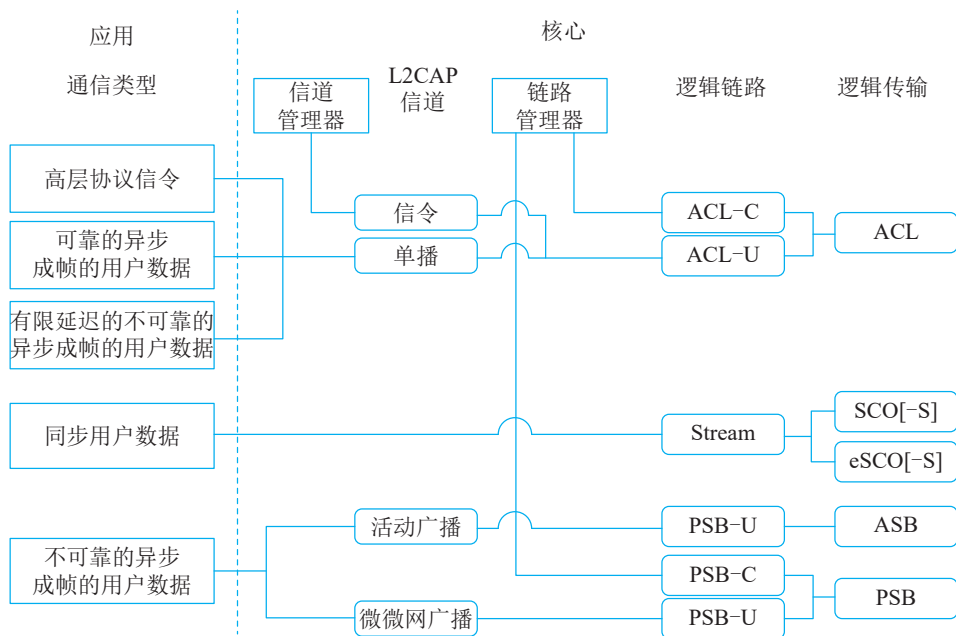 应用
核心
通信类型
信道
管理器
L2CAP
信道
链路
管理器
逻辑链路
逻辑传输
高层协议信令
信令
ACL-C
ACL
可靠的异步
成帧的用户数据
单播
ACL-U
有限延迟的不可靠的
异步成帧的用户数据
同步用户数据
Stream
SCO[-S]
eSCO[-S]
不可靠的异步
成帧的用户数据
活动广播
PSB-U
ASB
PSB-C
PSB
微微网广播
PSB-U